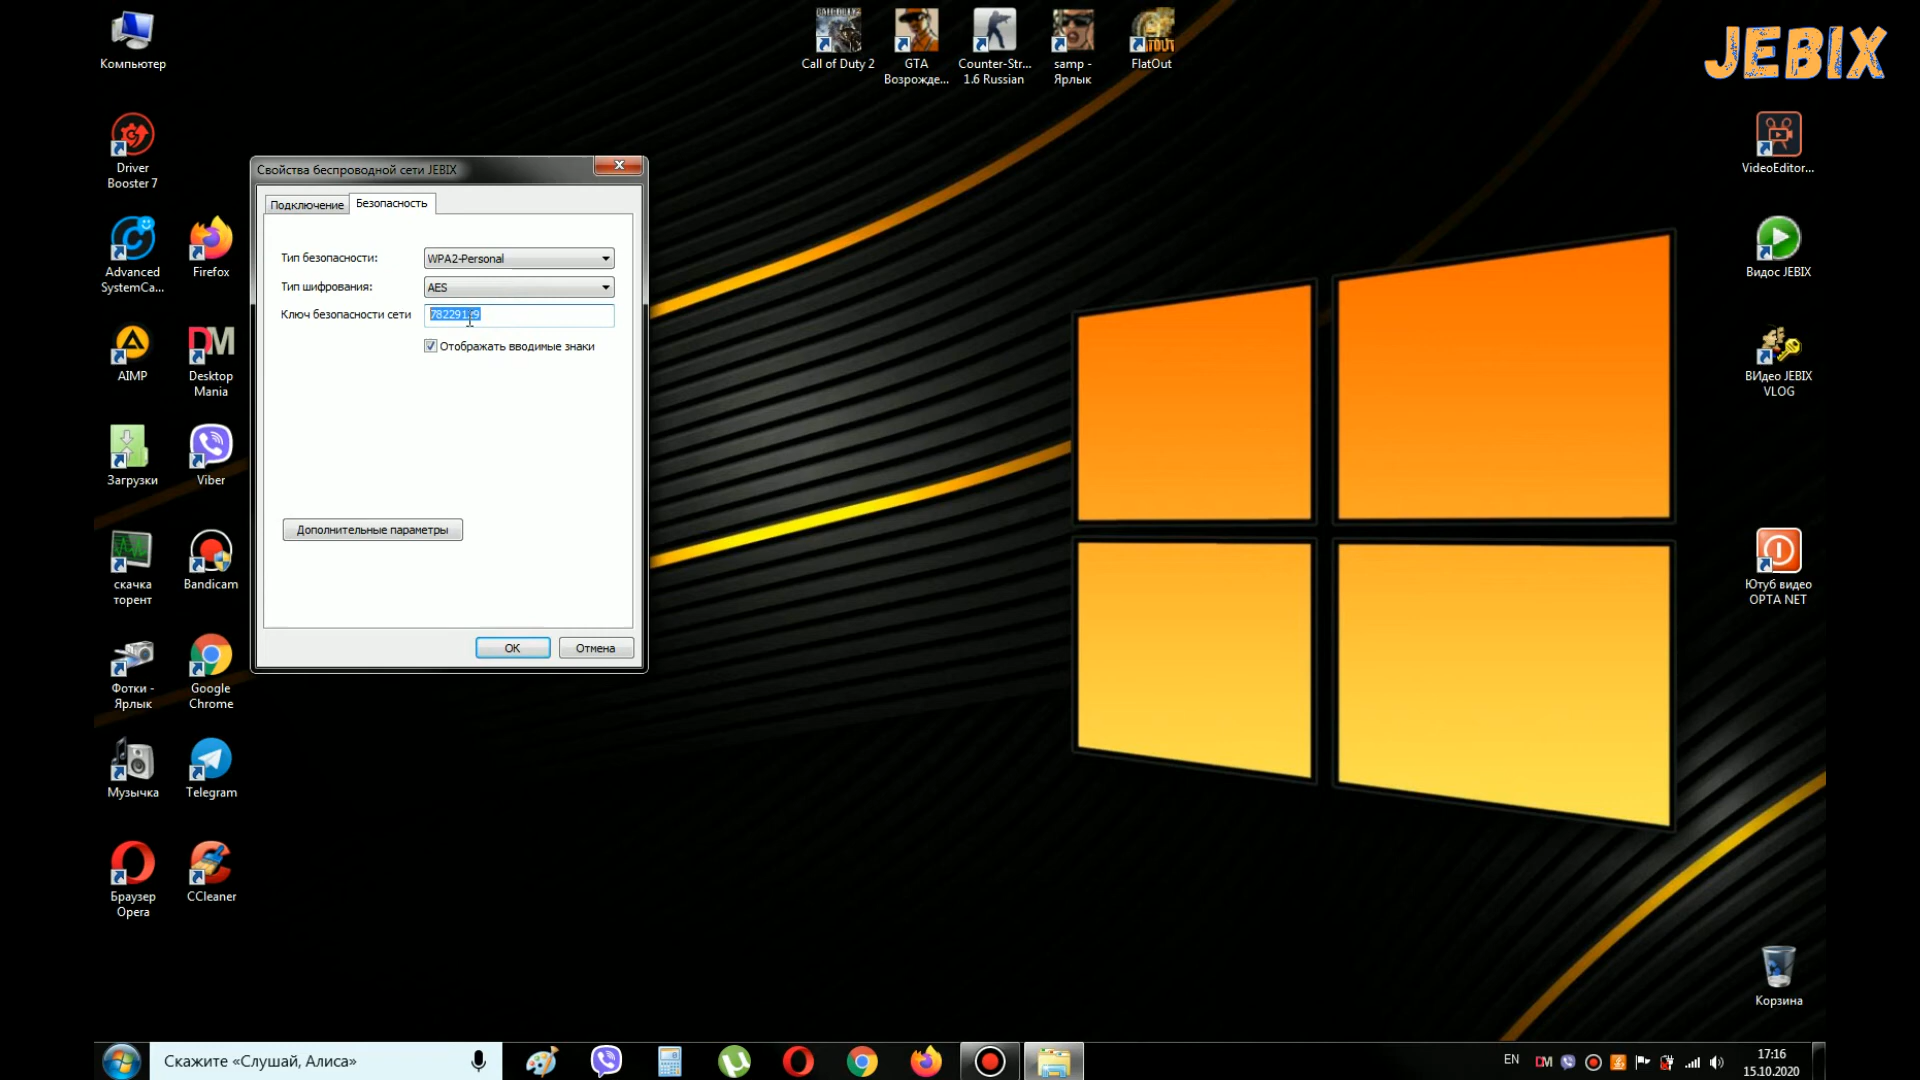 Компьютер
Call of Duty 2
GTA
Возрожде...
Counter-Str...
1.6 Russian
samp -
Ярлык
FlatOut
JEBIX
Driver
Booster 7
VideoEditor...
Свойства беспроводной сети JEBIX
Подключение
Безопасность
Тип безопасности:
WPA2-Personal
Тип шифрования:
AES
Ключ безопасности сети
Отображать вводимые знаки
Дополнительные параметры
OK
Отмена
Advanced
SystemCa...
Firefox
Видос JEBIX
AIMP
Desktop
Mania
ВИдео JEBIX
VLOG
Загрузки
Viber
скачка
торент
Bandicam
Ютуб видео
OPTA NET
Фотки -
Ярлык
Google
Chrome
Музычка
Telegram
Браузер
Opera
CCleaner
Корзина
Скажите «Слушай, Алиса»
EN
DM
17:16
15.10.2020